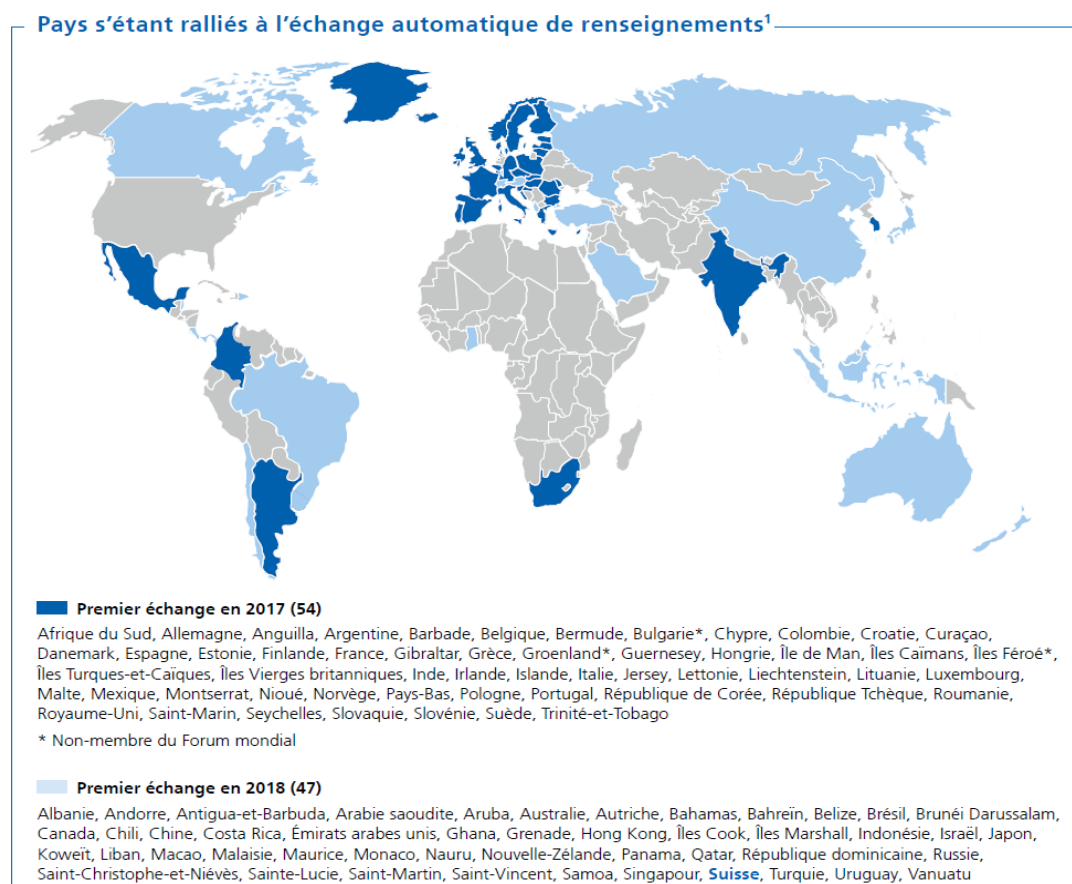 Pays s’étant ralliés à l’échange automatique de renseignements¹
Premier échange en 2017 (54)
Afrique du Sud, Allemagne, Anguilla, Argentine, Barbade, Belgique, Bermude, Bulgarie*, Chypre, Colombie, Croatie, Curaçao,
Danemark, Espagne, Estonie, Finlande, France, Gibraltar, Grèce, Groenland*, Guernesey, Hongrie, Île de Man, Îles Caïmans, Îles Féroé*,
Îles Turques-et-Caïques, Îles Vierges britanniques, Inde, Irlande, Islande, Italie, Jersey, Lettonie, Liechtenstein, Lituanie, Luxembourg,
Malte, Mexique, Montserrat, Nioué, Norvège, Pays-Bas, Pologne, Portugal, République de Corée, République Tchèque, Roumanie,
Royaume-Uni, Saint-Marin, Seychelles, Slovaquie, Slovénie, Suède, Trinité-et-Tobago
* Non-membre du Forum mondial
Premier échange en 2018 (47)
Albanie, Andorre, Antigua-et-Barbuda, Arabie saoudite, Aruba, Australie, Autriche, Bahamas, Bahreïn, Belize, Brésil, Brunéi Darussalam,
Canada, Chili, Chine, Costa Rica, Émirats arabes unis, Ghana, Grenade, Hong Kong, Îles Cook, Îles Marshall, Indonésie, Israël, Japon,
Koweït, Liban, Macao, Malaisie, Maurice, Monaco, Nauru, Nouvelle-Zélande, Panama, Qatar, République dominicaine, Russie,
Saint-Christophe-et-Niévès, Sainte-Lucie, Saint-Martin, Saint-Vincent, Samoa, Singapour, Suisse, Turquie, Uruguay, Vanuatu